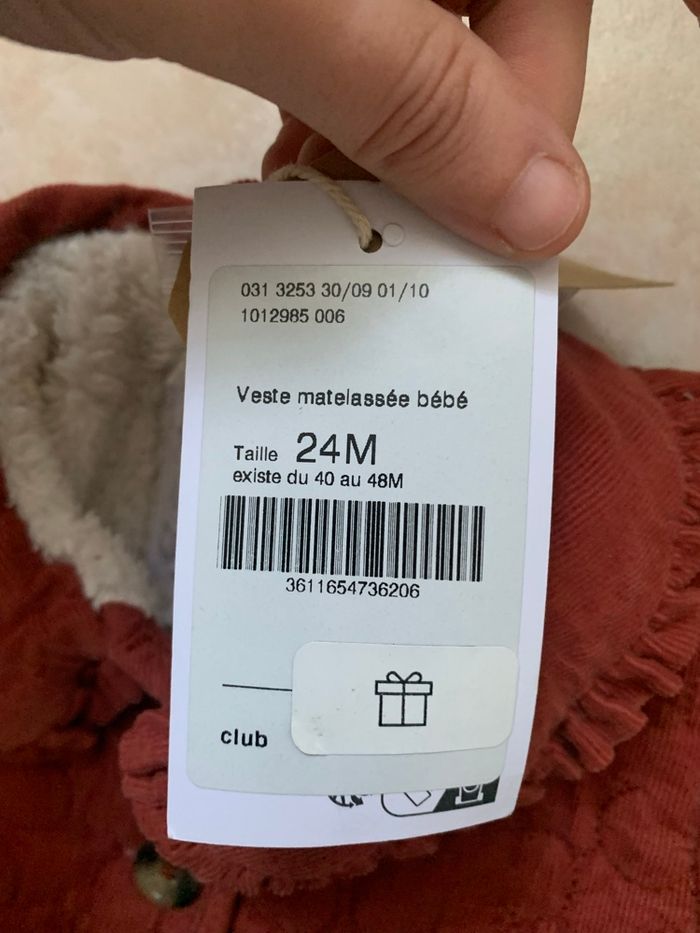 031 3253 30/09 01/10
1012985 006
Veste matelassée bébé
Taille 24M
existe du 40 au 48M
3611654736206
club